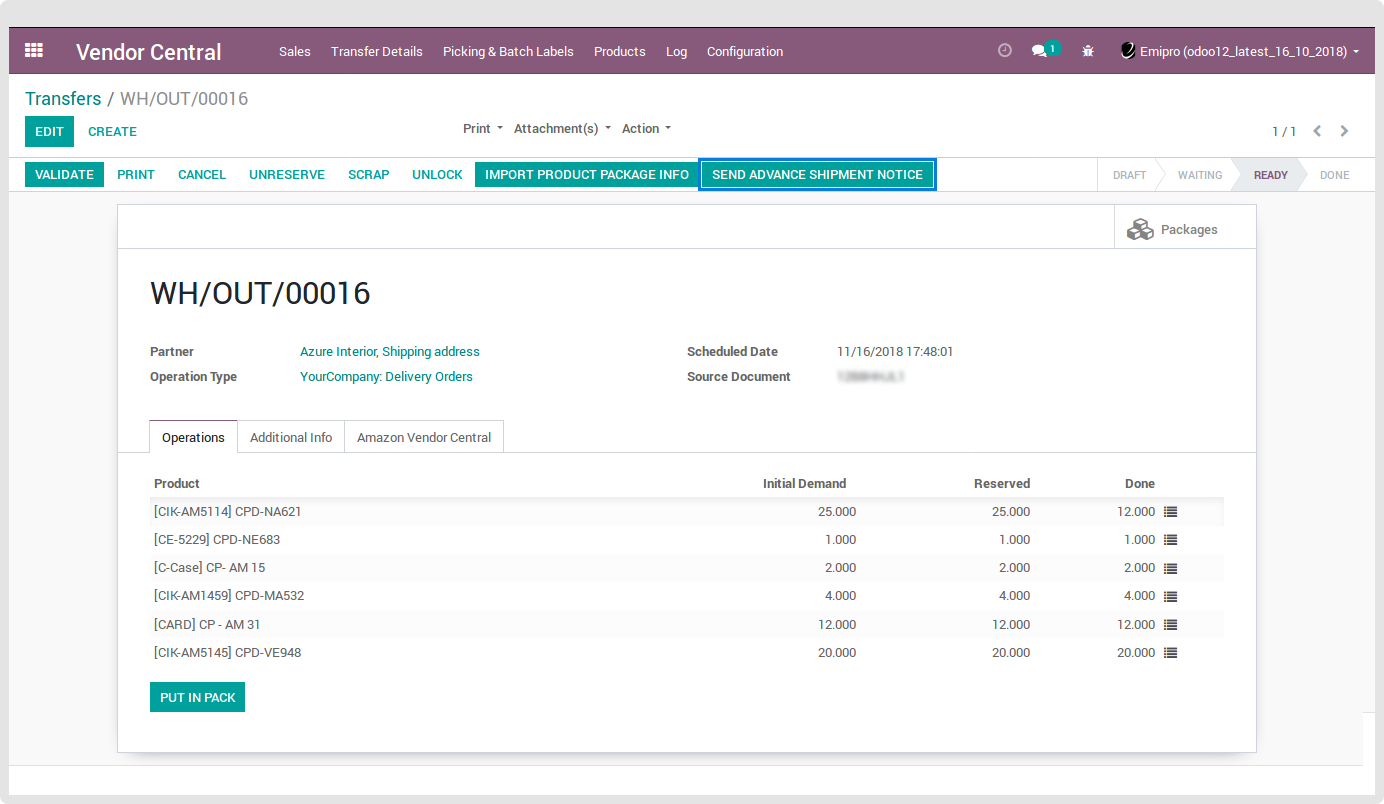 Vendor Central Sales Transfer Details Picking & Batch Labels Products Log Configuration 1 Emipro (odoo12_latest_16_10_2018)
Transfers / WH/OUT/00016
EDIT CREATE Print Attachment(s) Action 1 / 1
VALIDATE PRINT CANCEL UNRESERVE SCRAP UNLOCK IMPORT PRODUCT PACKAGE INFO SEND ADVANCE SHIPMENT NOTICE DRAFT WAITING READY DONE
Packages
WH/OUT/00016
Partner Azure Interior, Shipping address Scheduled Date 11/16/2018 17:48:01
Operation Type YourCompany: Delivery Orders Source Document
Operations Additional Info Amazon Vendor Central
Product Initial Demand Reserved Done
[CIK-AM5114] CPD-NA621 25.000 25.000 12.000
[CE-5229] CPD-NE683 1.000 1.000 1.000
[C-Case] CP- AM 15 2.000 2.000 2.000
[CIK-AM1459] CPD-MA532 4.000 4.000 4.000
[CARD] CP - AM 31 12.000 12.000 12.000
[CIK-AM5145] CPD-VE948 20.000 20.000 20.000
PUT IN PACK